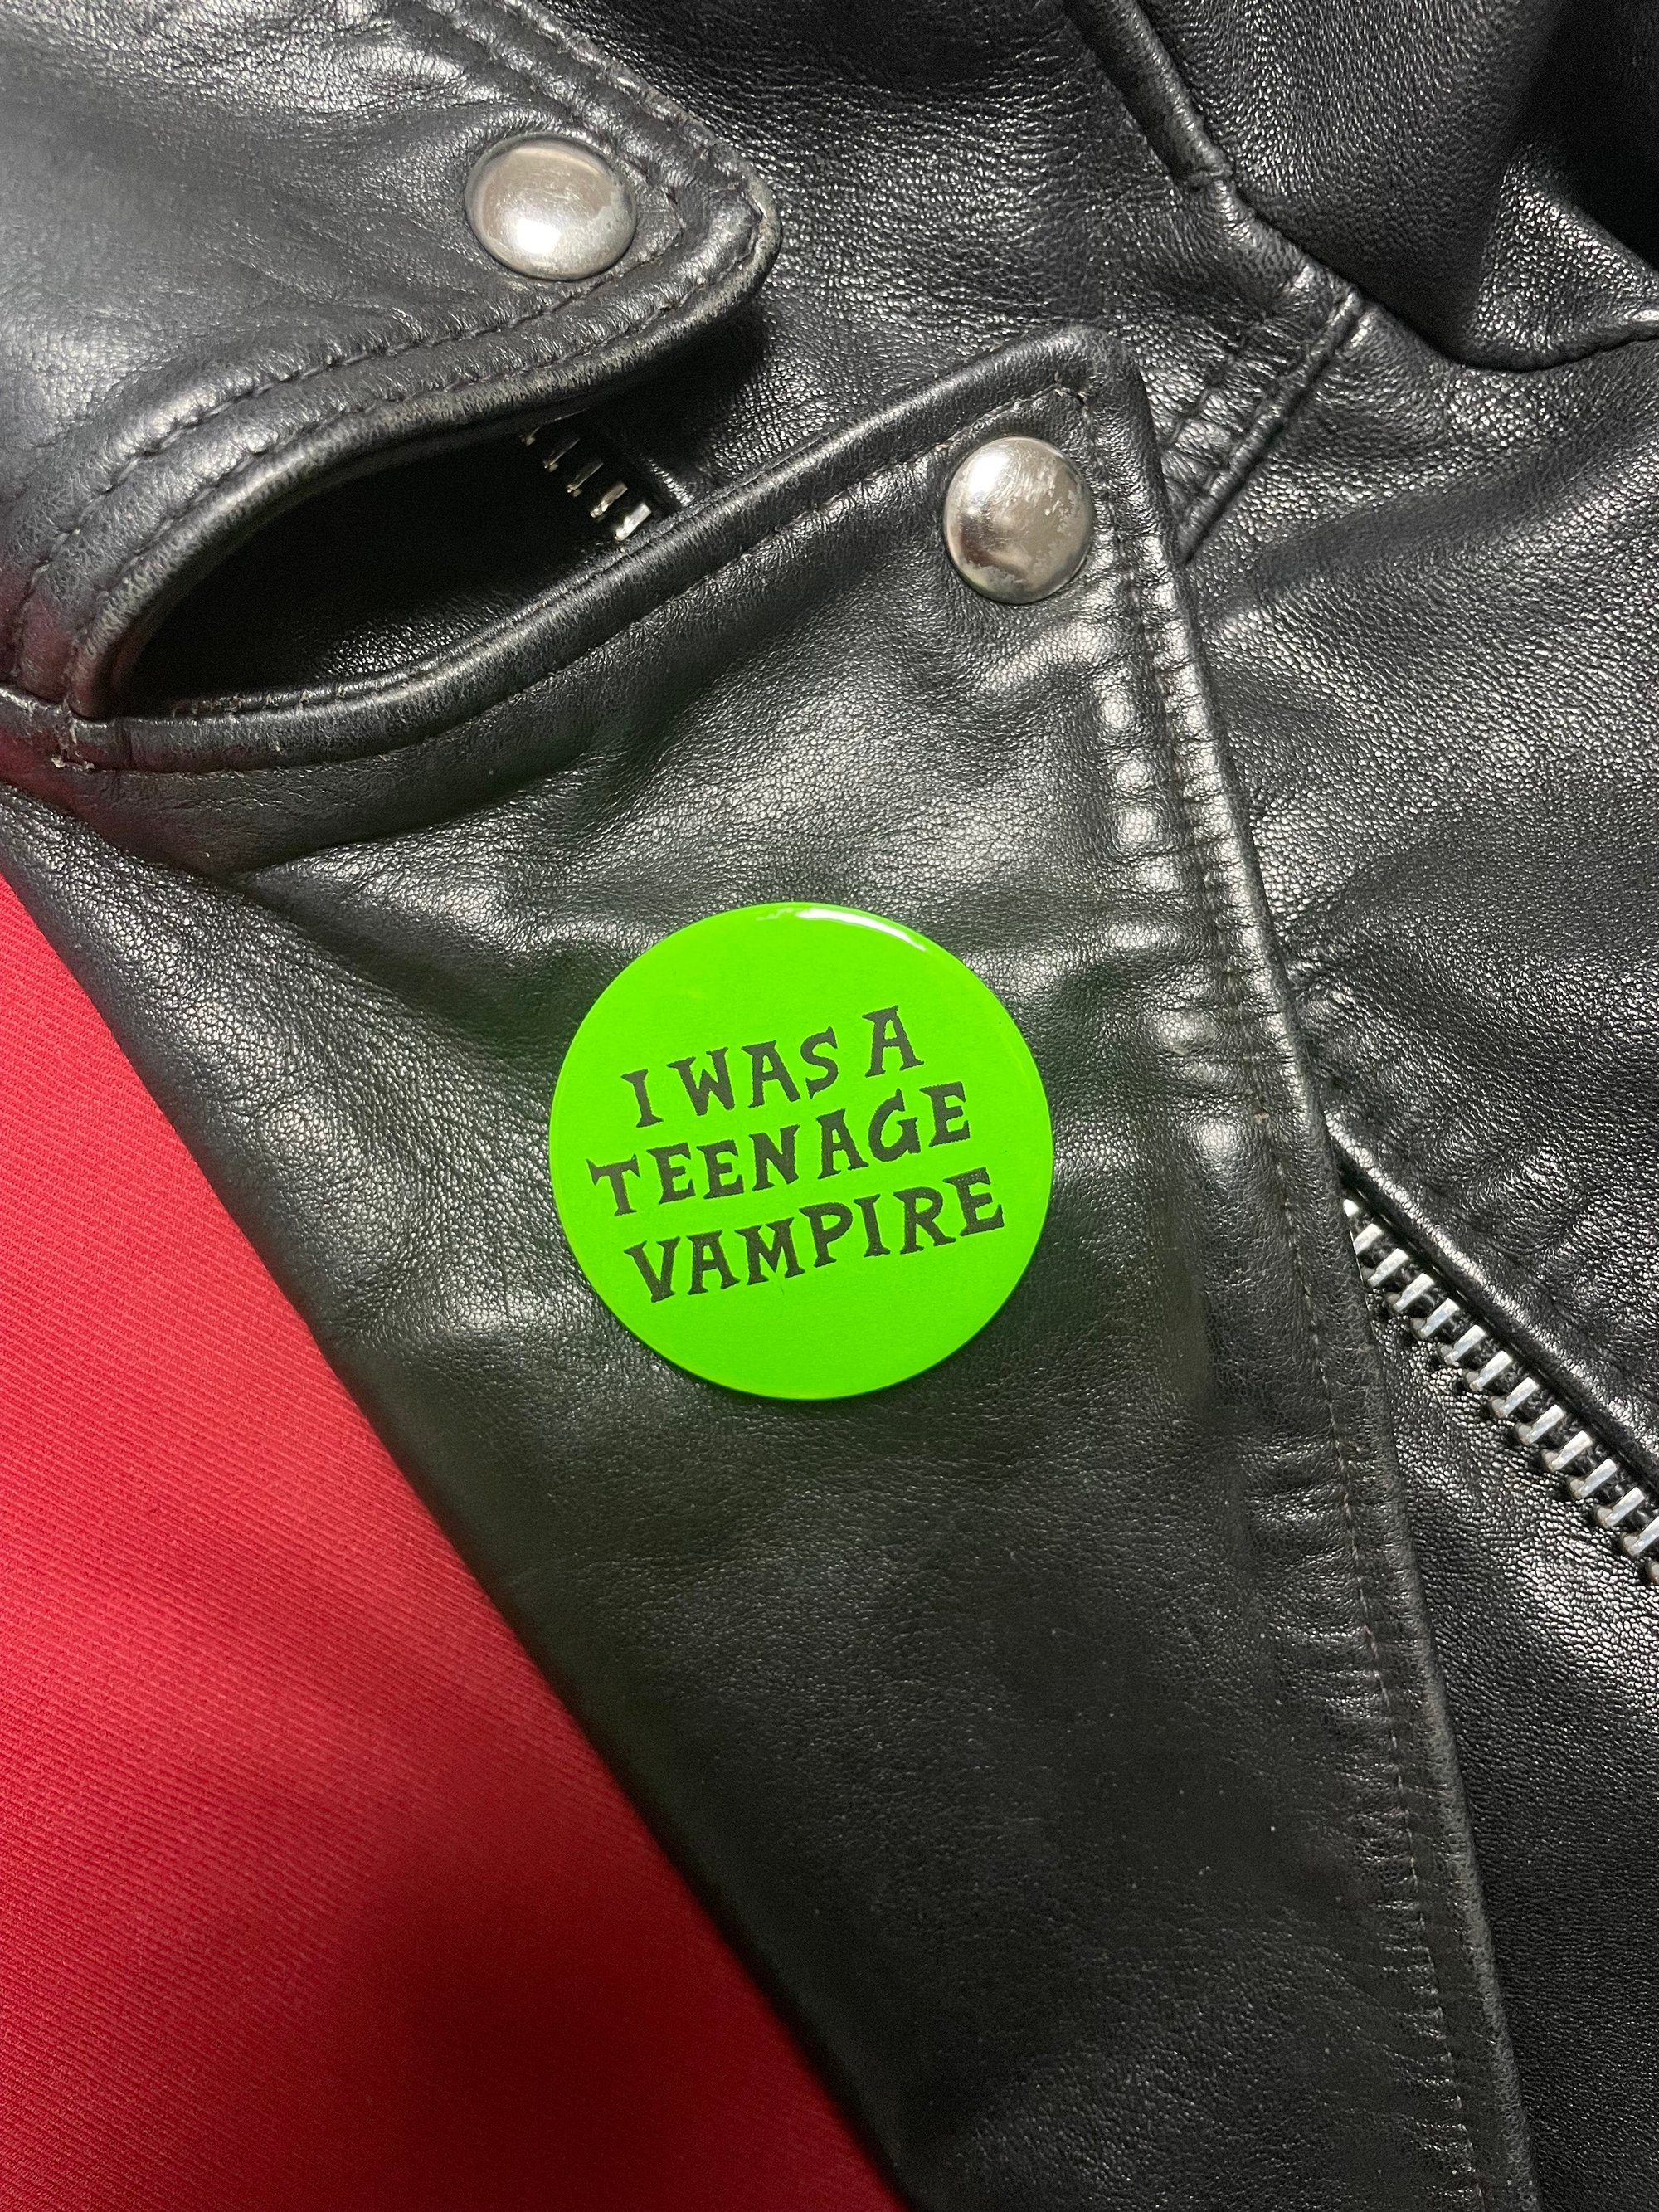 I WAS A
TEENAGE
VAMPIRE